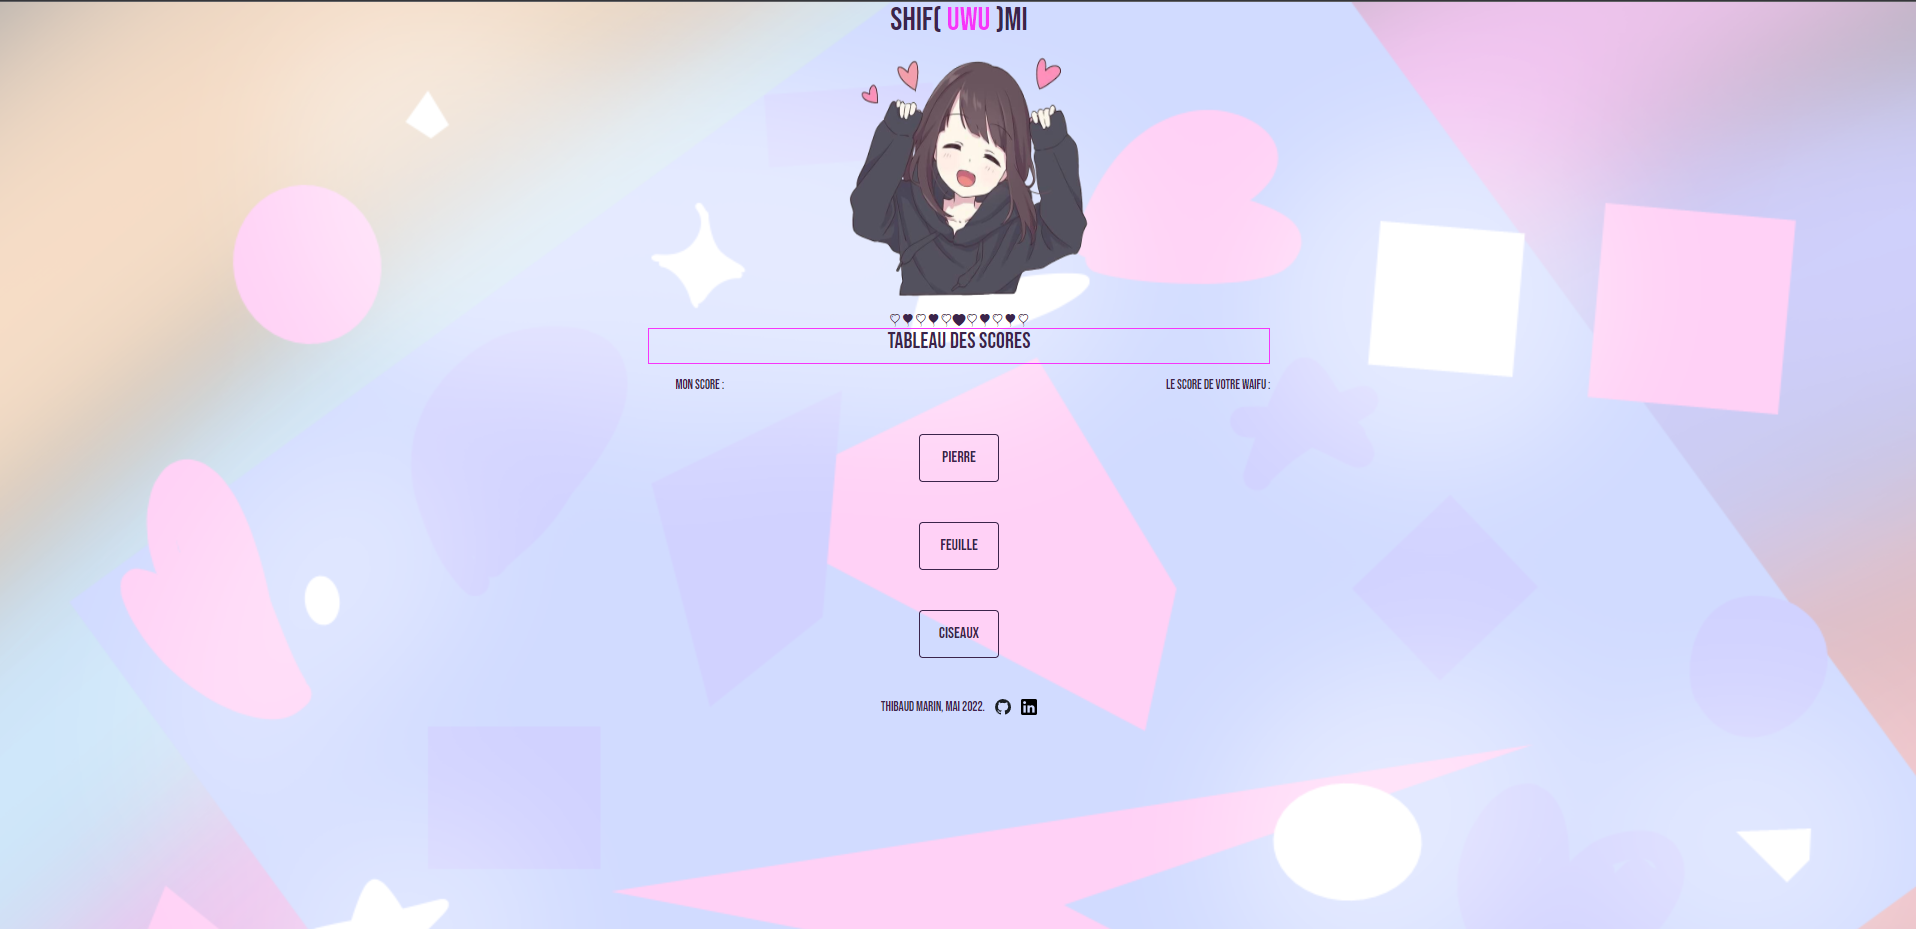 SHIF( UWU )MI
TABLEAU DES SCORES
MON SCORE :
LE SCORE DE VOTRE WAIFU :
PIERRE
FEUILLE
CISEAUX
THIBAUD MARIN, MAI 2022.